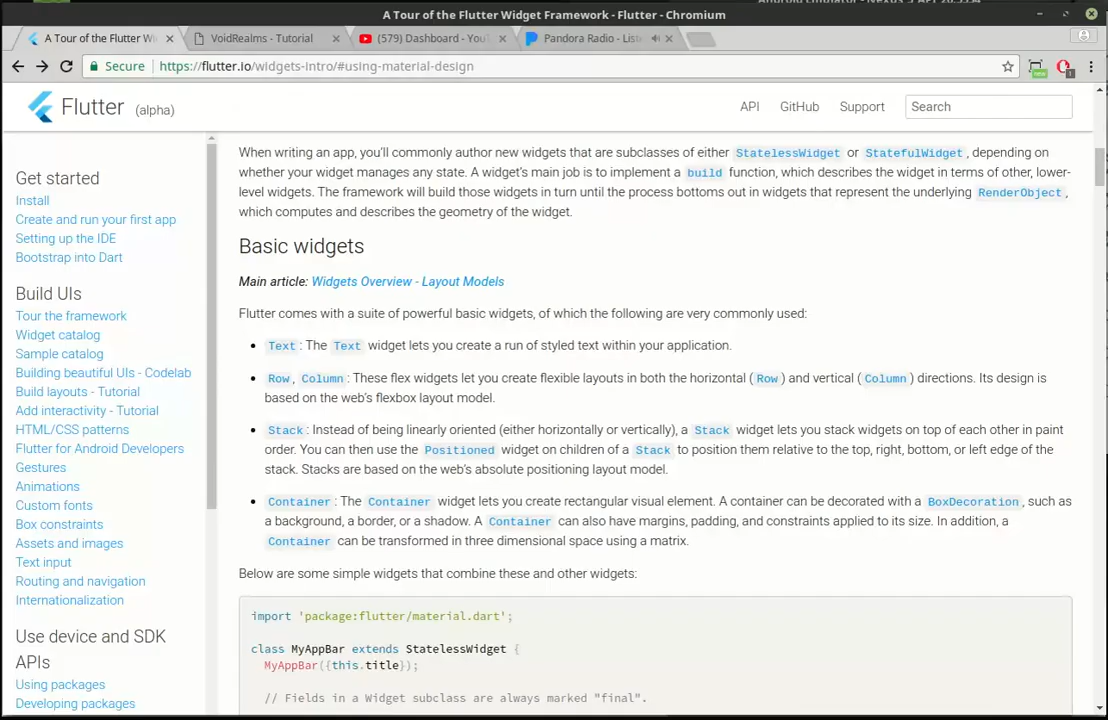 A Tour of the Flutter Widget Framework - Flutter - Chromium
A Tour of the Flutter Wi
VoidRealms - Tutorial
(579) Dashboard - You
Pandora Radio - List
Secure
https://flutter.io/widgets-intro/#using-material-design
new
1
Flutter (alpha)
API
GitHub
Support
Search
Get started
Install
Create and run your first app
Setting up the IDE
Bootstrap into Dart
Build UIs
Tour the framework
Widget catalog
Sample catalog
Building beautiful UIs - Codelab
Build layouts - Tutorial
Add interactivity - Tutorial
HTML/CSS patterns
Flutter for Android Developers
Gestures
Animations
Custom fonts
Box constraints
Assets and images
Text input
Routing and navigation
Internationalization
Use device and SDK
APIs
Using packages
Developing packages
When writing an app, you'll commonly author new widgets that are subclasses of either StatelessWidget or StatefulWidget, depending on
whether your widget manages any state. A widget's main job is to implement a build function, which describes the widget in terms of other, lower-
level widgets. The framework will build those widgets in turn until the process bottoms out in widgets that represent the underlying RenderObject,
which computes and describes the geometry of the widget.
Basic widgets
Main article: Widgets Overview - Layout Models
Flutter comes with a suite of powerful basic widgets, of which the following are very commonly used:
Text: The Text widget lets you create a run of styled text within your application.
Row, Column: These flex widgets let you create flexible layouts in both the horizontal (Row) and vertical (Column) directions. Its design is
based on the web's flexbox layout model.
Stack: Instead of being linearly oriented (either horizontally or vertically), a Stack widget lets you stack widgets on top of each other in paint
order. You can then use the Positioned widget on children of a Stack to position them relative to the top, right, bottom, or left edge of the
stack. Stacks are based on the web's absolute positioning layout model.
Container: The Container widget lets you create rectangular visual element. A container can be decorated with a BoxDecoration, such as
a background, a border, or a shadow. A Container can also have margins, padding, and constraints applied to its size. In addition, a
Container can be transformed in three dimensional space using a matrix.
Below are some simple widgets that combine these and other widgets:
import 'package:flutter/material.dart';
class MyAppBar extends StatelessWidget {
MyAppBar({this.title});
// Fields in a Widget subclass are always marked "final".